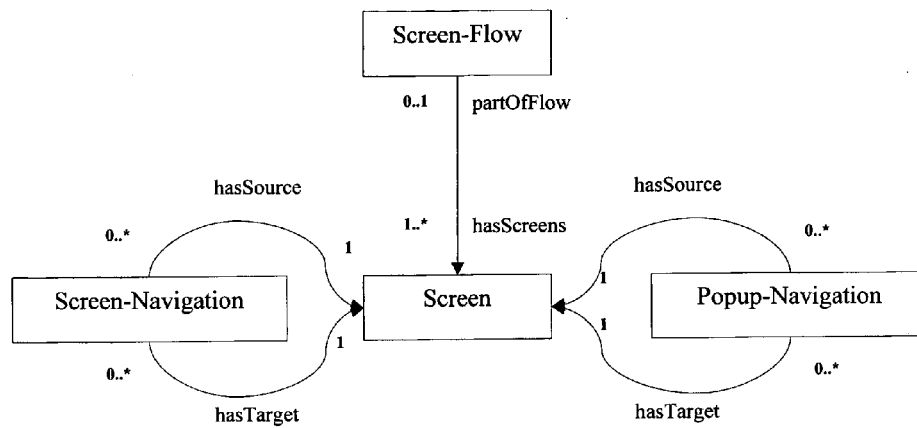 Screen-Flow
0..1
partOfFlow
hasSource
hasSource
0..*
1..*
hasScreens
0..*
1
1
Screen-Navigation
Screen
Popup-Navigation
1
1
0..*
0..*
hasTarget
hasTarget